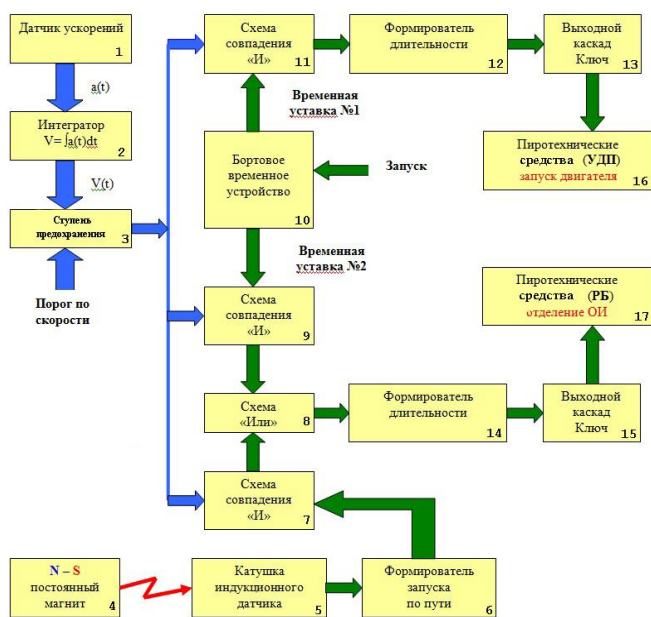 Датчик ускорений
1
a(t)
Интегратор
V= ∫a(t)dt
2
V(t)
Ступень
предохранения
3
Порог по
скорости
Схема
совпадения
«И»
11
Формирователь
длительности
12
Выходной
каскад
Ключ
13
Временная
уставка №1
Бортовое
временное
устройство
10
Запуск
Пиротехнические
средства (УДП)
запуск двигателя
16
Временная
уставка №2
Схема
совпадения
«И»
9
Пиротехнические
средства (РБ)
отделение ОИ
17
Схема
«Или»
8
Формирователь
длительности
14
Выходной
каскад
Ключ
15
Схема
совпадения
«И»
7
N – S
постоянный
магнит
4
Катушка
индукционного
датчика
5
Формирователь
запуска
по пути
6